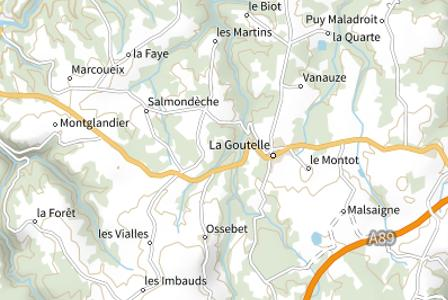 le Biot
Puy Maladroit
les Martins
la Quarte
la Faye
Marcoueix
Vanauze
Salmondèche
Montglandier
La Goutelle
le Montot
la Forêt
Malsaigne
les Vialles
Ossebet
A89
les Imbauds